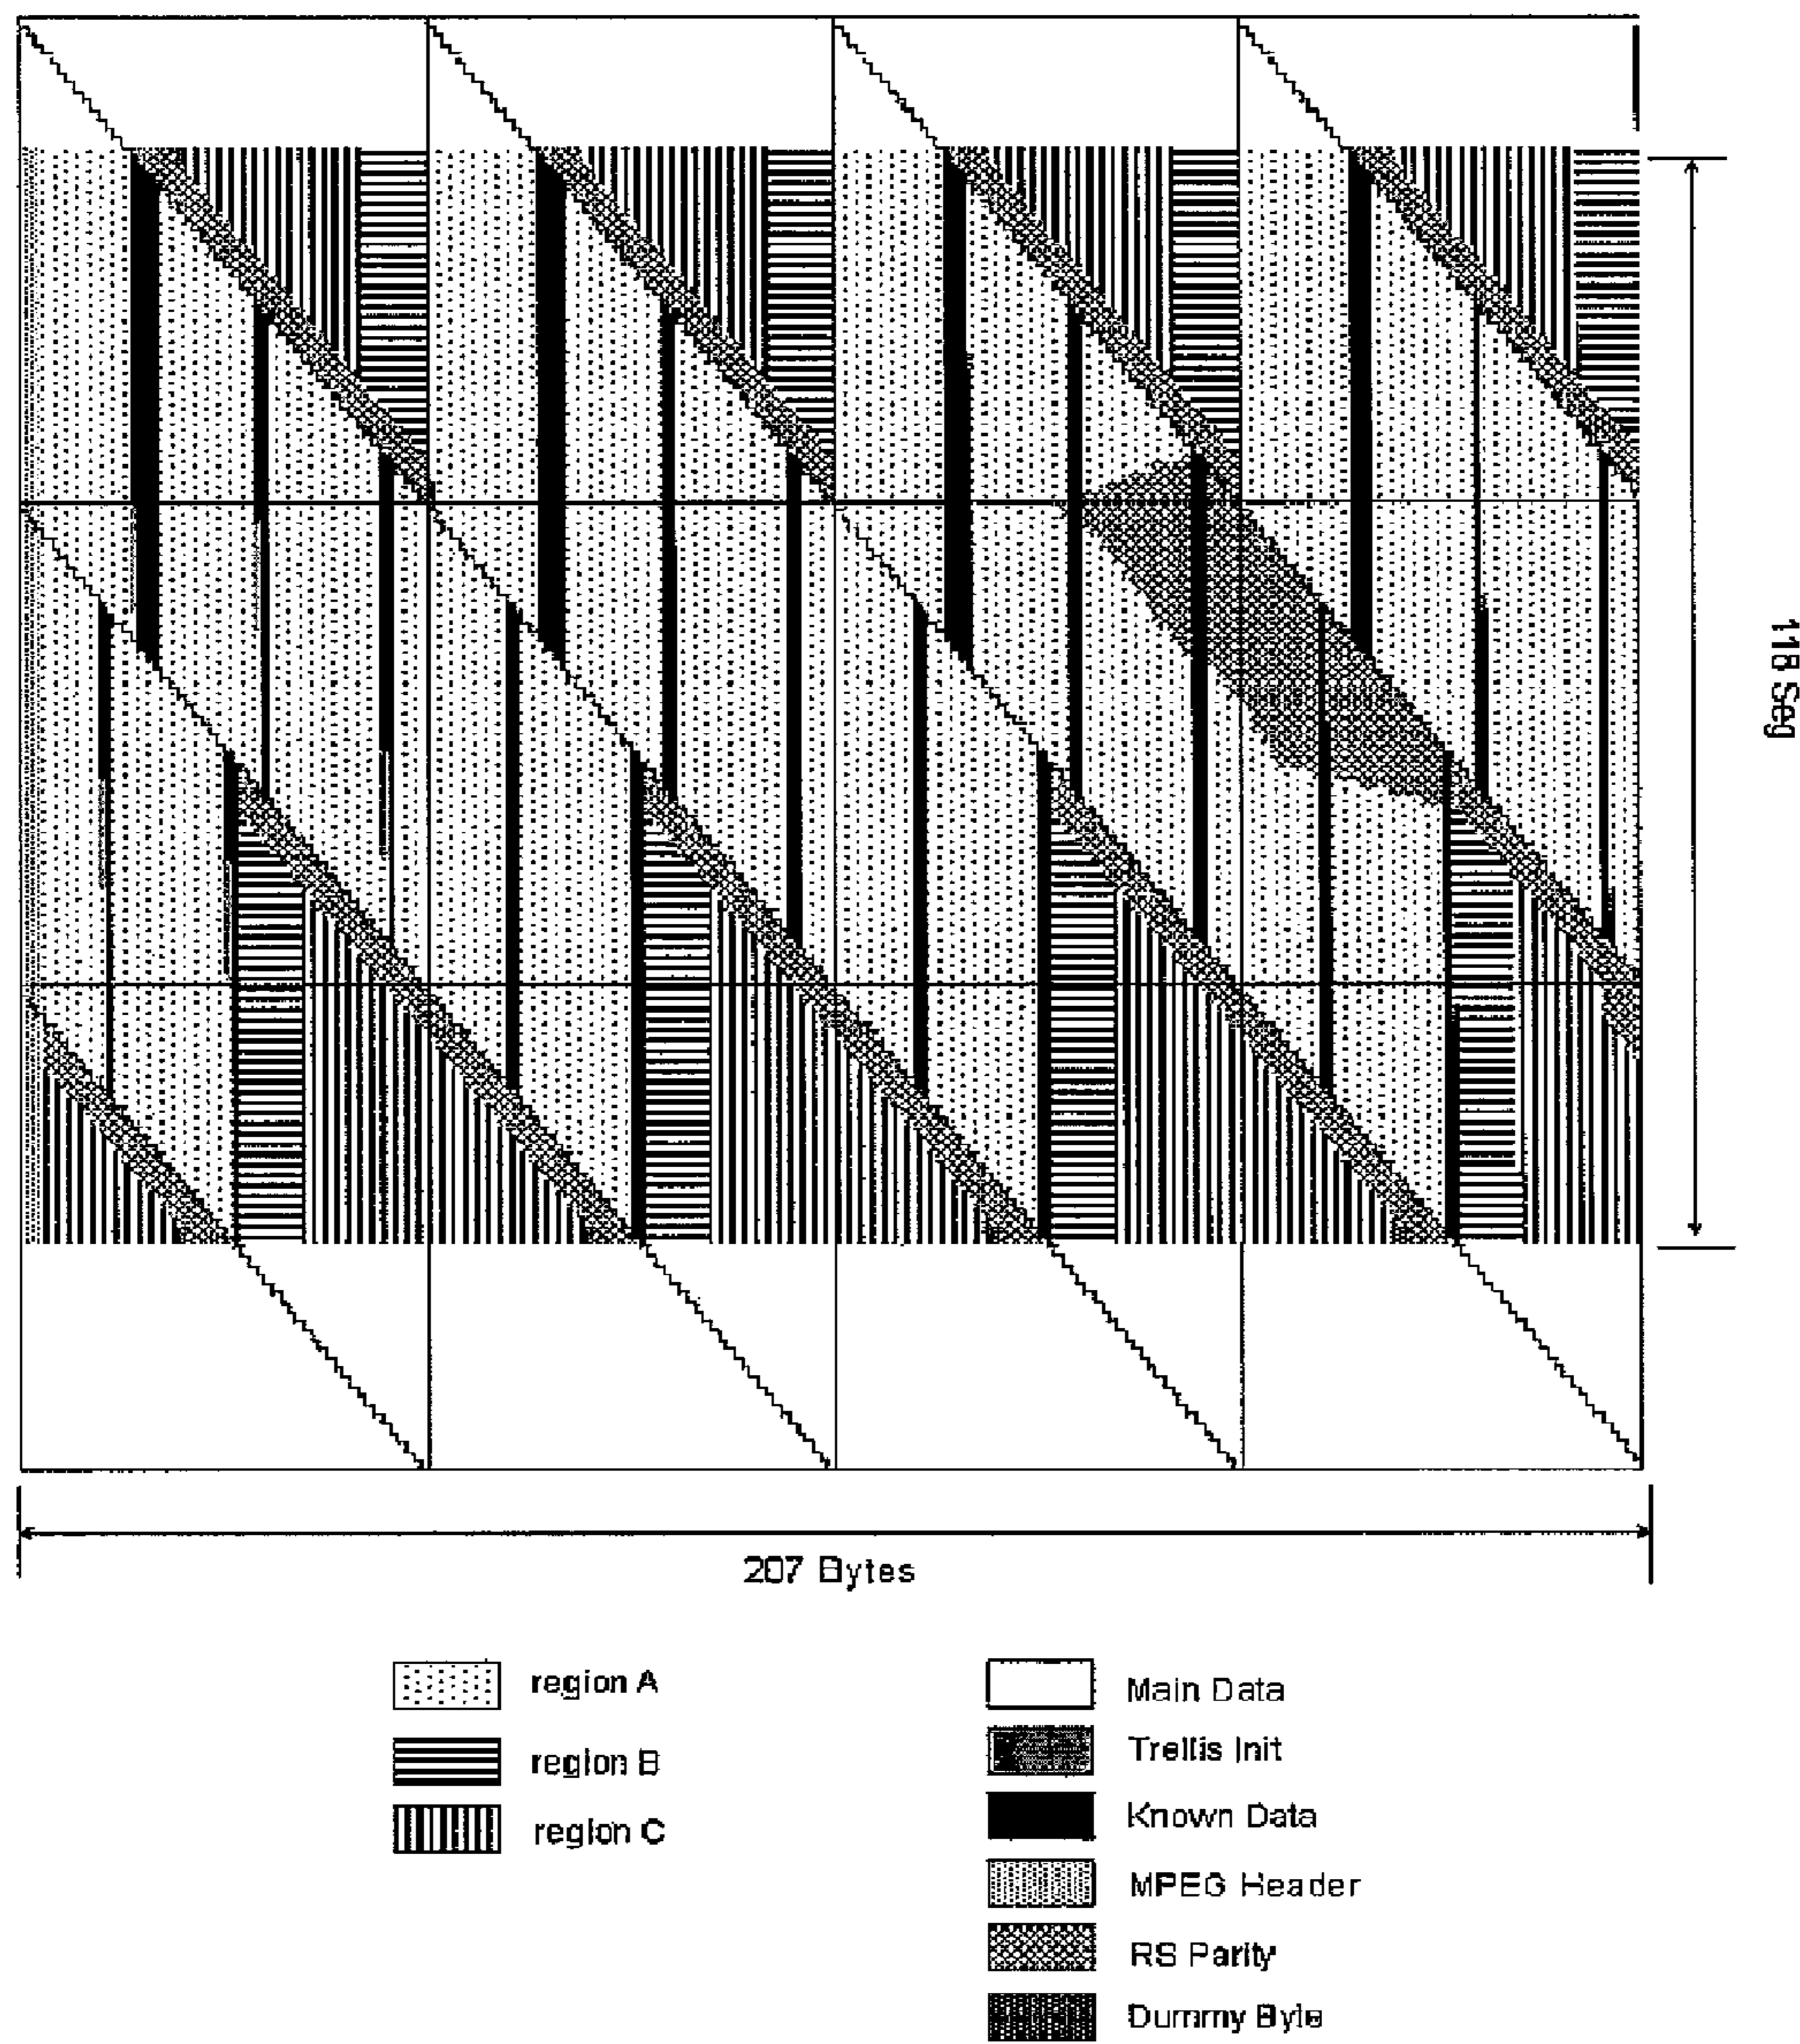 118 Seg
207 Bytes
region A
region B
region C
Main Data
Trellis Init
Known Data
MPEG Header
RS Parity
Dummy Byte